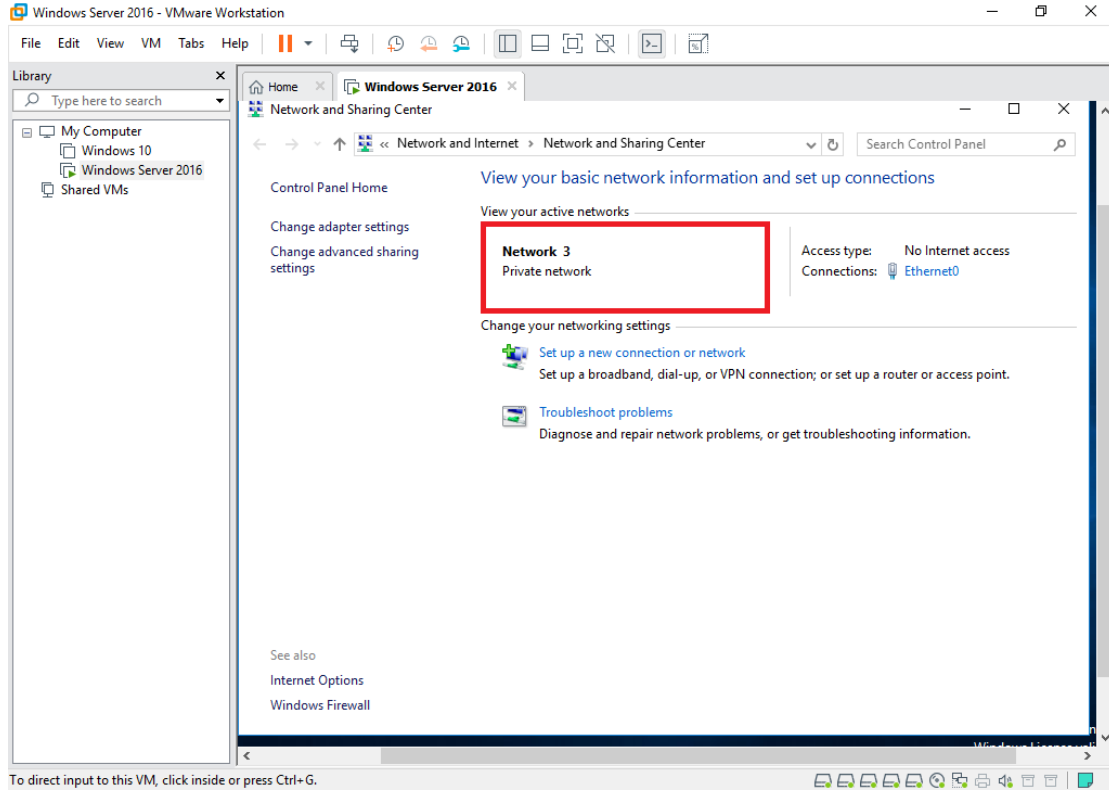 Windows Server 2016 - VMware Workstation
File Edit View VM Tabs Help
Library
Home
Windows Server 2016
Type here to search
My Computer
Windows 10
Windows Server 2016
Shared VMs
Network and Sharing Center
« Network and Internet > Network and Sharing Center
Search Control Panel
Control Panel Home
Change adapter settings
Change advanced sharing
settings
View your basic network information and set up connections
View your active networks
Network 3
Private network
Access type: No Internet access
Connections: Ethernet0
Change your networking settings
Set up a new connection or network
Set up a broadband, dial-up, or VPN connection; or set up a router or access point.
Troubleshoot problems
Diagnose and repair network problems, or get troubleshooting information.
See also
Internet Options
Windows Firewall
To direct input to this VM, click inside or press Ctrl+G.